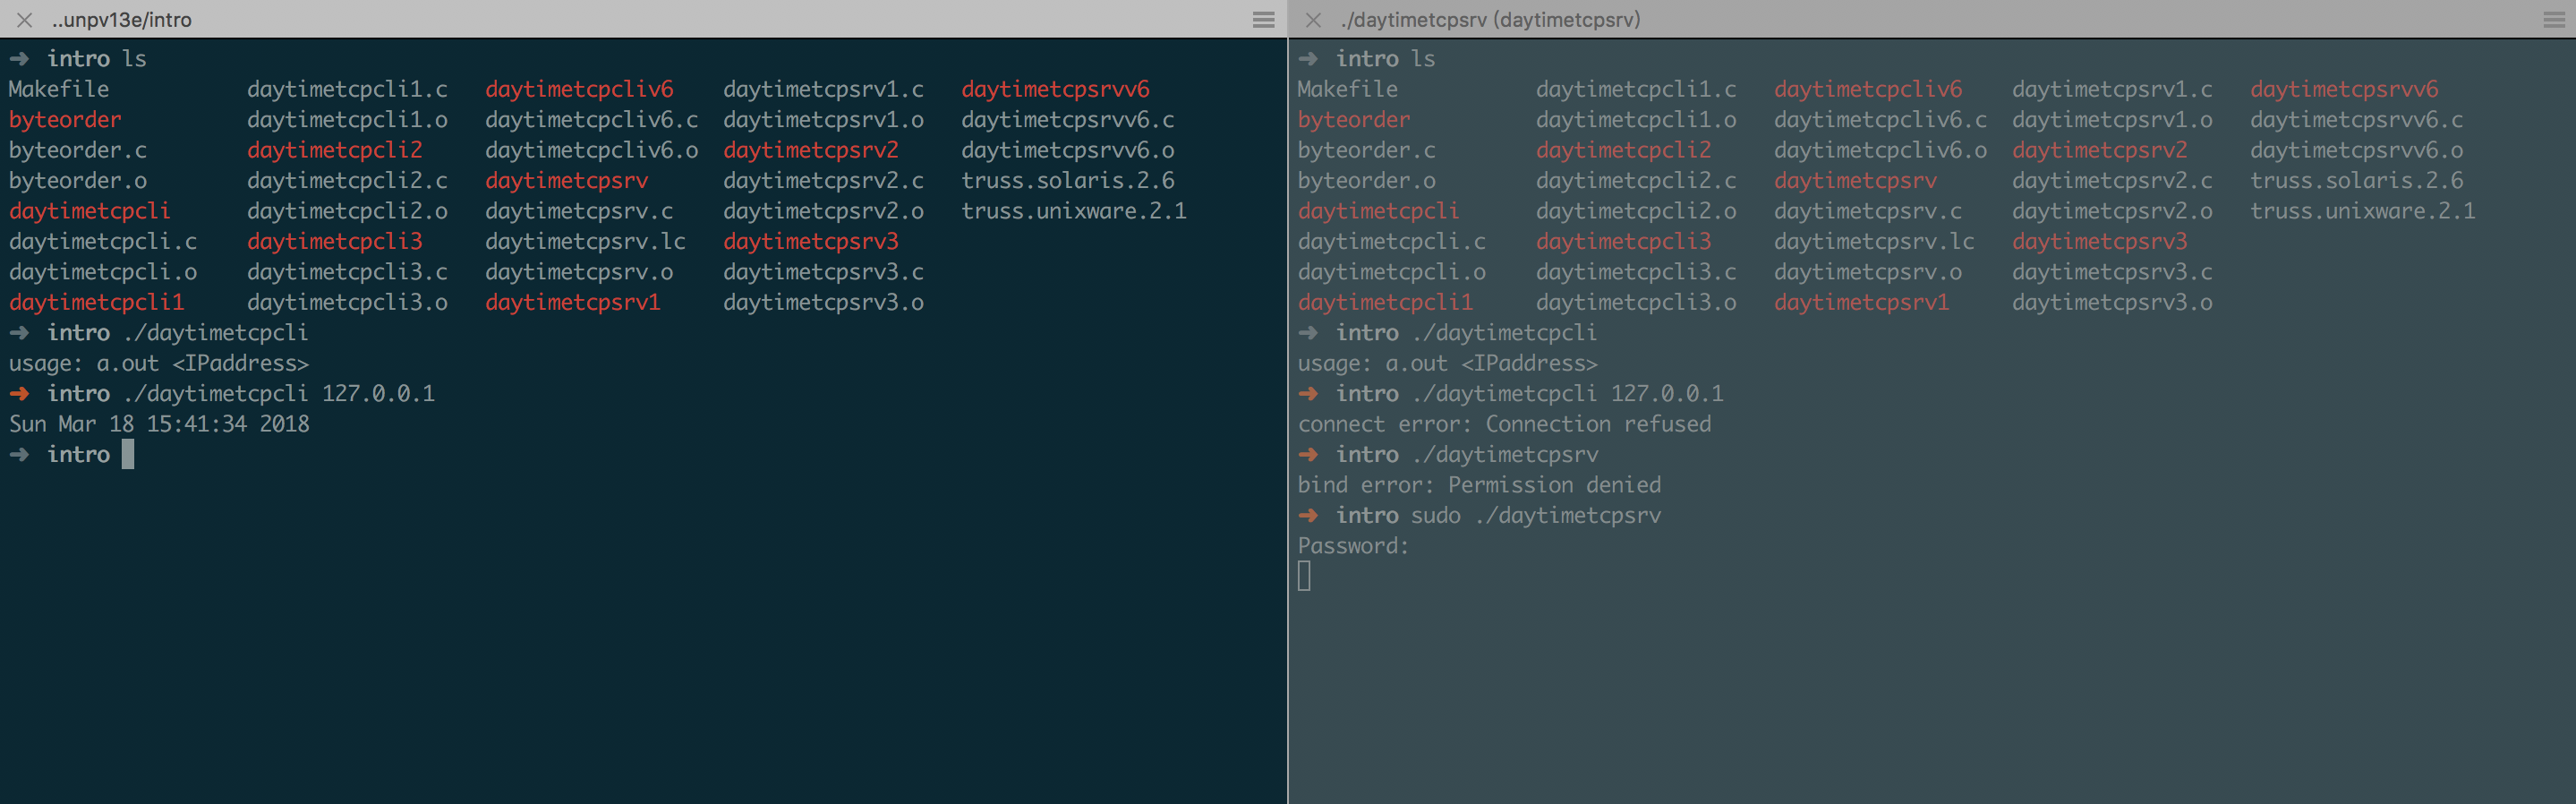 ..unpv13e/intro
➜ intro ls
Makefile daytimetcpcli1.c daytimetcpcliv6 daytimetcpsrv1.c daytimetcpsrvv6
byteorder daytimetcpcli1.o daytimetcpcliv6.c daytimetcpsrv1.o daytimetcpsrvv6.c
byteorder.c daytimetcpcli2 daytimetcpcliv6.o daytimetcpsrv2 daytimetcpsrvv6.o
byteorder.o daytimetcpcli2.c daytimetcpsrv daytimetcpsrv2.c truss.solaris.2.6
daytimetcpcli daytimetcpcli2.o daytimetcpsrv.c daytimetcpsrv2.o truss.unixware.2.1
daytimetcpcli.c daytimetcpcli3 daytimetcpsrv.lc daytimetcpsrv3
daytimetcpcli.o daytimetcpcli3.c daytimetcpsrv.o daytimetcpsrv3.c
daytimetcpcli1 daytimetcpcli3.o daytimetcpsrv1 daytimetcpsrv3.o
➜ intro ./daytimetcpcli
usage: a.out <IPaddress>
➜ intro ./daytimetcpcli 127.0.0.1
Sun Mar 18 15:41:34 2018
➜ intro
./daytimetcpsrv (daytimetcpsrv)
➜ intro ls
Makefile daytimetcpcli1.c daytimetcpcliv6 daytimetcpsrv1.c daytimetcpsrvv6
byteorder daytimetcpcli1.o daytimetcpcliv6.c daytimetcpsrv1.o daytimetcpsrvv6.c
byteorder.c daytimetcpcli2 daytimetcpcliv6.o daytimetcpsrv2 daytimetcpsrvv6.o
byteorder.o daytimetcpcli2.c daytimetcpsrv daytimetcpsrv2.c truss.solaris.2.6
daytimetcpcli daytimetcpcli2.o daytimetcpsrv.c daytimetcpsrv2.o truss.unixware.2.1
daytimetcpcli.c daytimetcpcli3 daytimetcpsrv.lc daytimetcpsrv3
daytimetcpcli.o daytimetcpcli3.c daytimetcpsrv.o daytimetcpsrv3.c
daytimetcpcli1 daytimetcpcli3.o daytimetcpsrv1 daytimetcpsrv3.o
➜ intro ./daytimetcpcli
usage: a.out <IPaddress>
➜ intro ./daytimetcpcli 127.0.0.1
connect error: Connection refused
➜ intro ./daytimetcpsrv
bind error: Permission denied
➜ intro sudo ./daytimetcpsrv
Password: